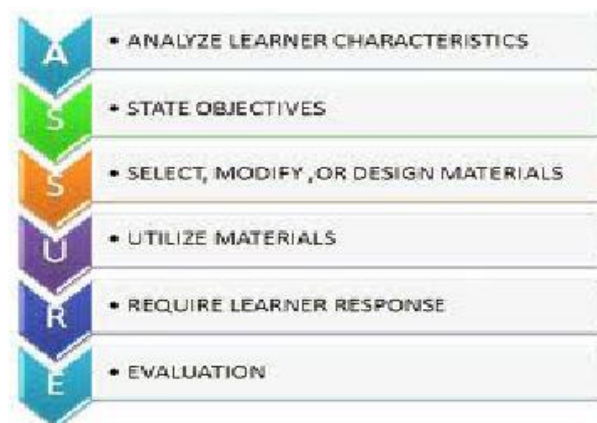 A
• ANALYZE LEARNER CHARACTERISTICS
S
• STATE OBJECTIVES
S
• SELECT, MODIFY ,OR DESIGN MATERIALS
U
• UTILIZE MATERIALS
R
• REQUIRE LEARNER RESPONSE
E
• EVALUATION